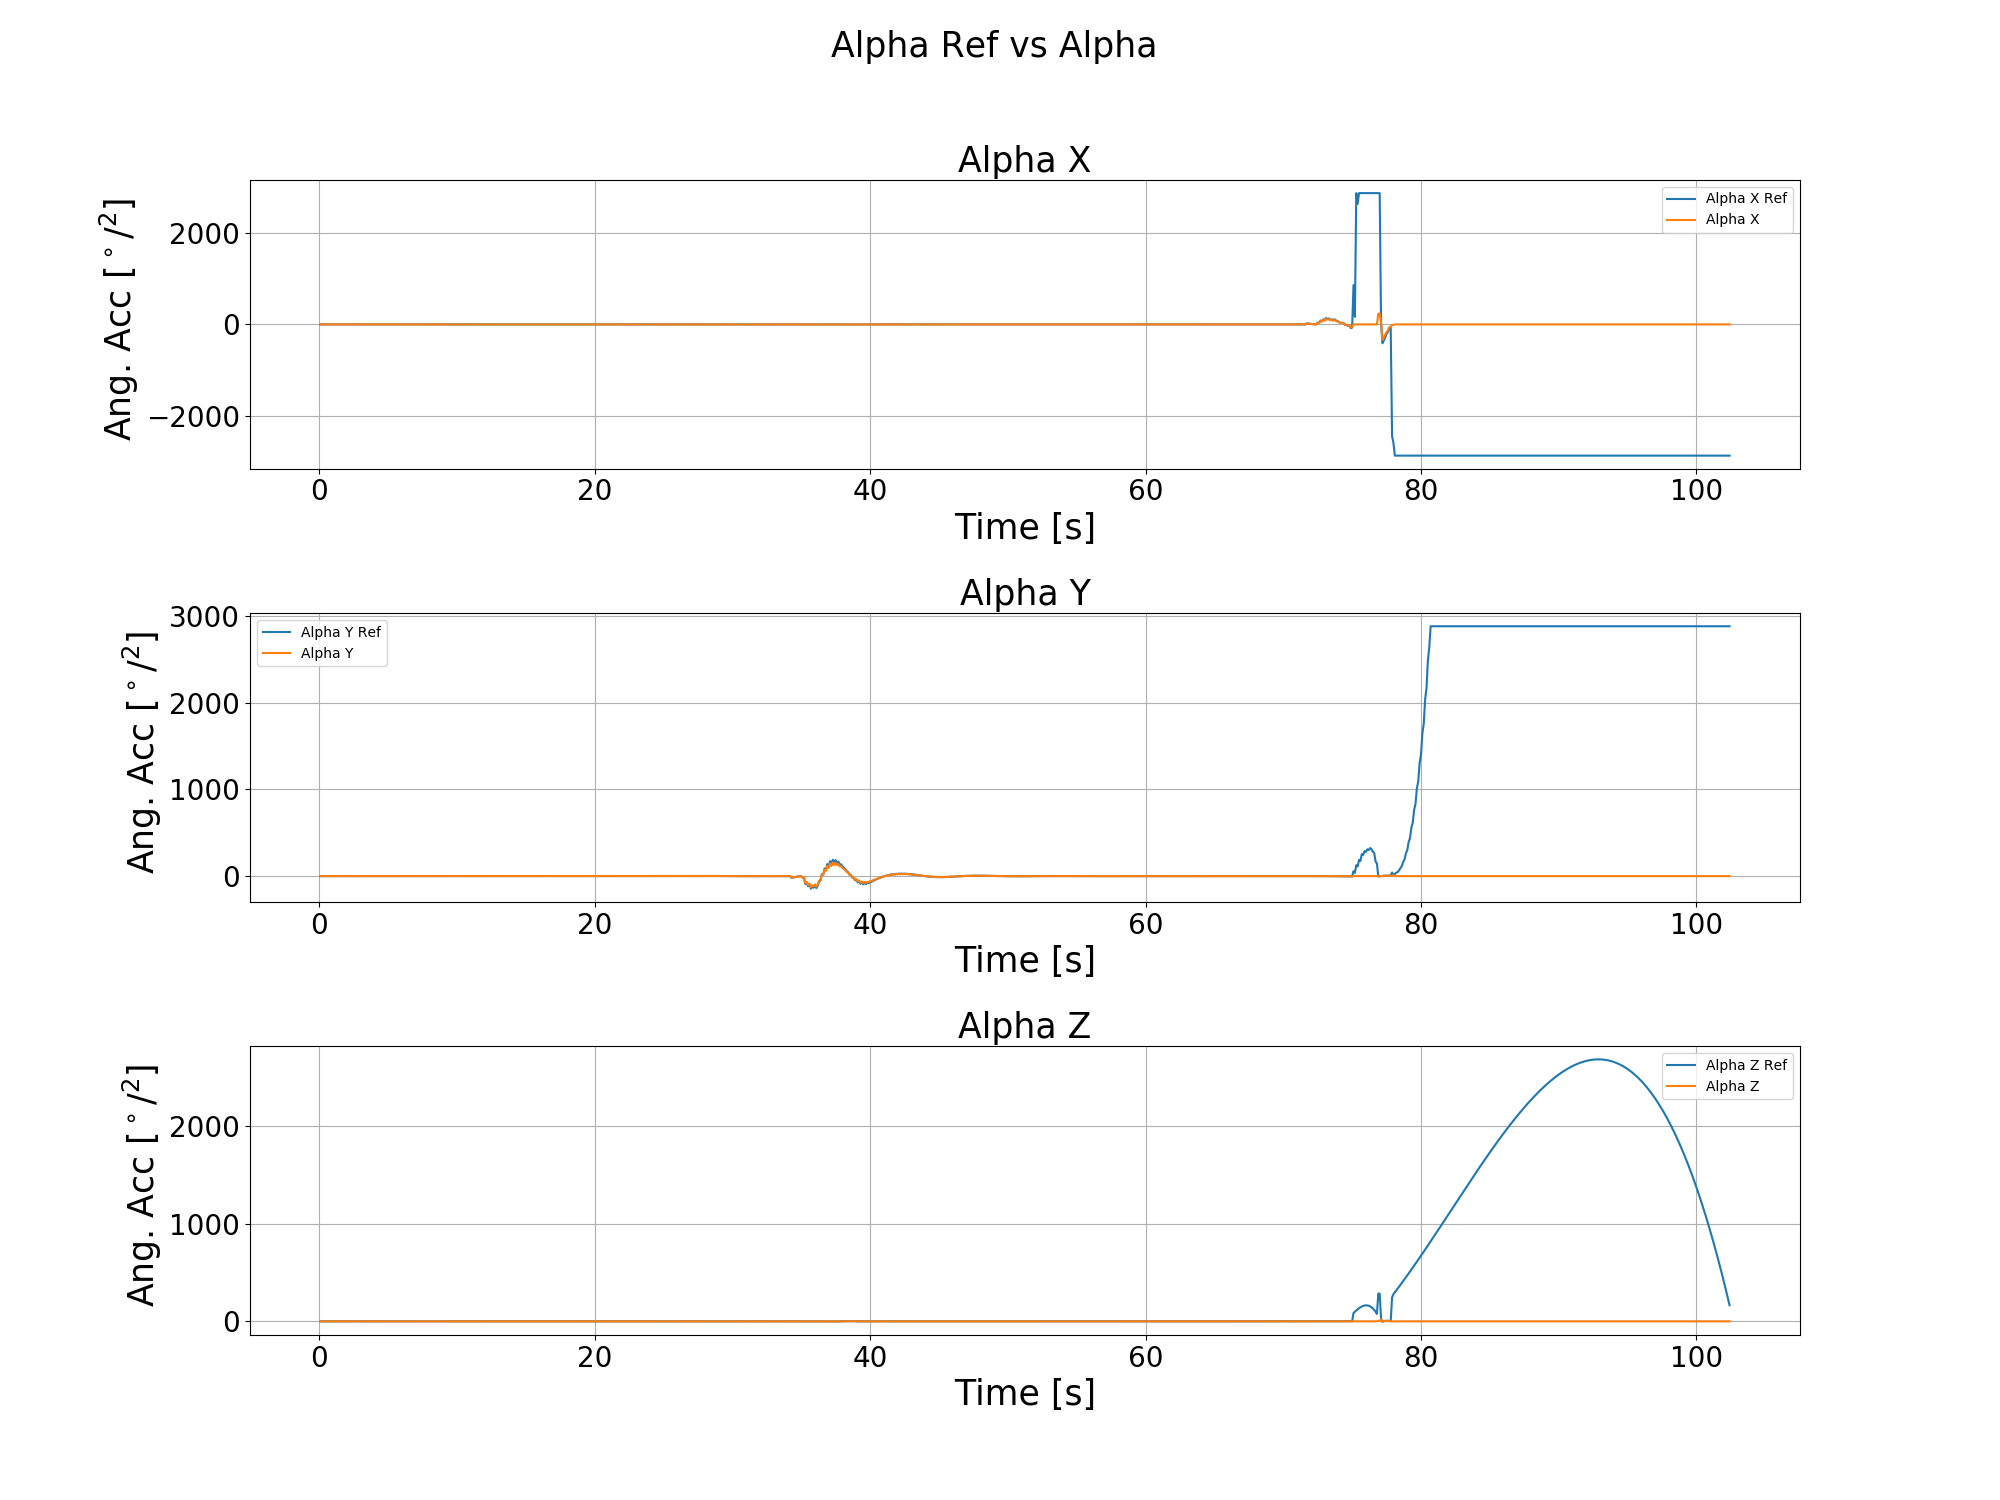 Alpha Ref vs Alpha
Alpha X
Ang. Acc [°/²]
2000
0
−2000
Alpha X Ref
Alpha X
0 20 40 60 80 100
Time [s]
Alpha Y
Ang. Acc [°/²]
3000
2000
1000
0
Alpha Y Ref
Alpha Y
0 20 40 60 80 100
Time [s]
Alpha Z
Ang. Acc [°/²]
2000
1000
0
Alpha Z Ref
Alpha Z
0 20 40 60 80 100
Time [s]